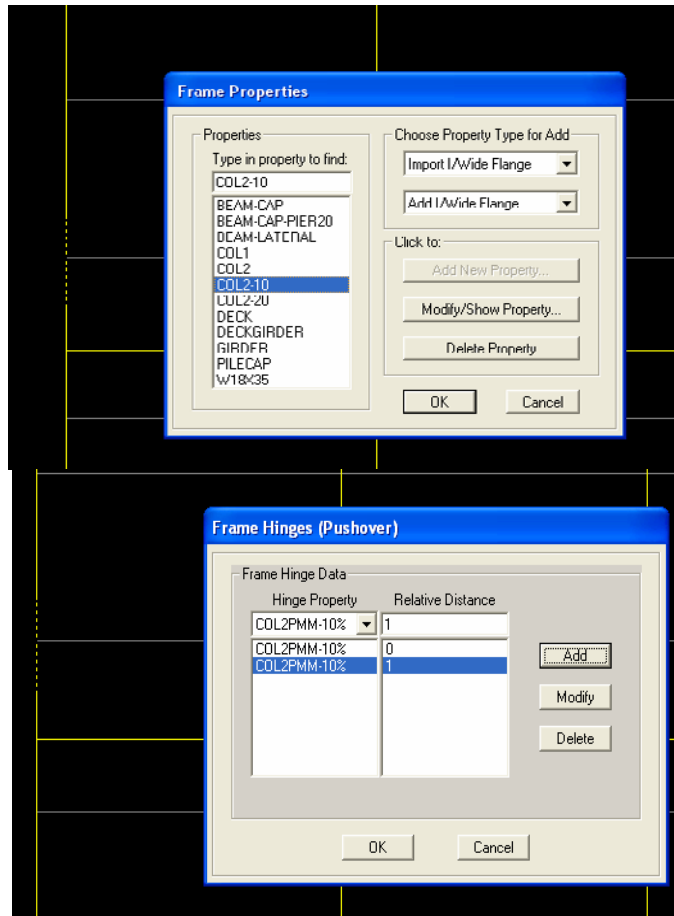 Frame Properties
Properties
Type in property to find:
COL2-10
BEAM-CAP
BEAM-CAP-PIER20
BEAM-LATERAL
COL1
COL2
COL2-10
COL2-20
DECK
DECKGIRDER
GIRDER
PILECAP
W18X35
Choose Property Type for Add
Import I/Wide Flange
Add I/Wide Flange
Click to:
Add New Property...
Modify/Show Property...
Delete Property
OK
Cancel
Frame Hinges (Pushover)
Frame Hinge Data
Hinge Property Relative Distance
COL2PMM-10% 1
COL2PMM-10% 0
COL2PMM-10% 1
Add
Modify
Delete
OK
Cancel